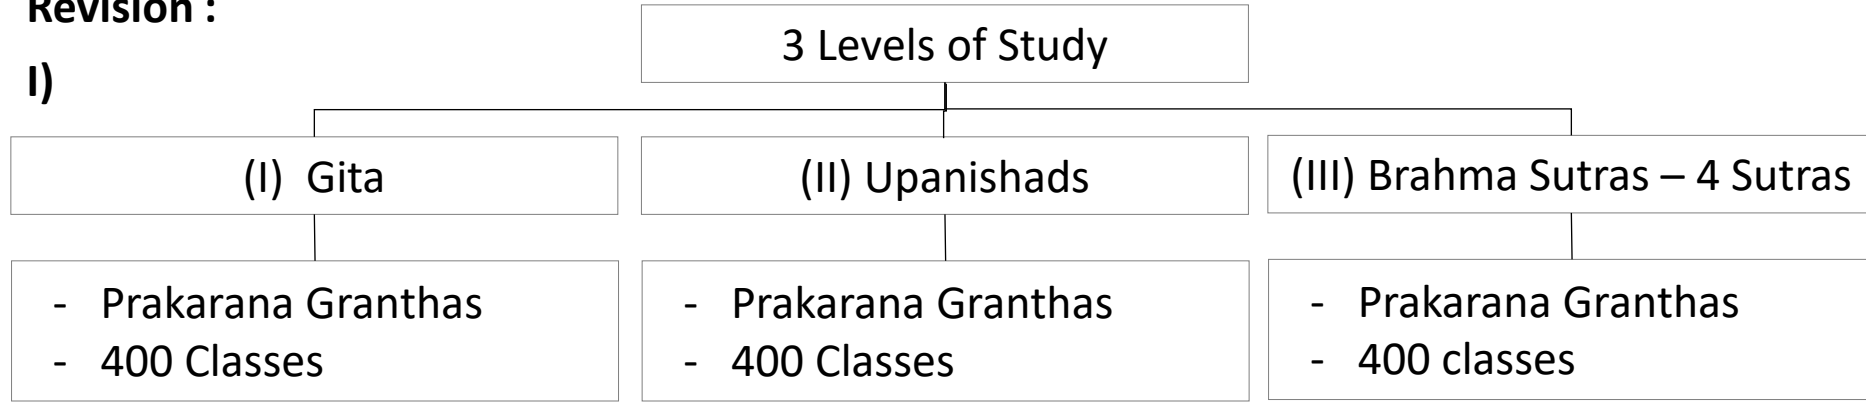 Revision :
3 Levels of Study
I)
(I) Gita
(II) Upanishads
(III) Brahma Sutras – 4 Sutras
- Prakarana Granthas
- 400 Classes
- Prakarana Granthas
- 400 Classes
- Prakarana Granthas
- 400 classes